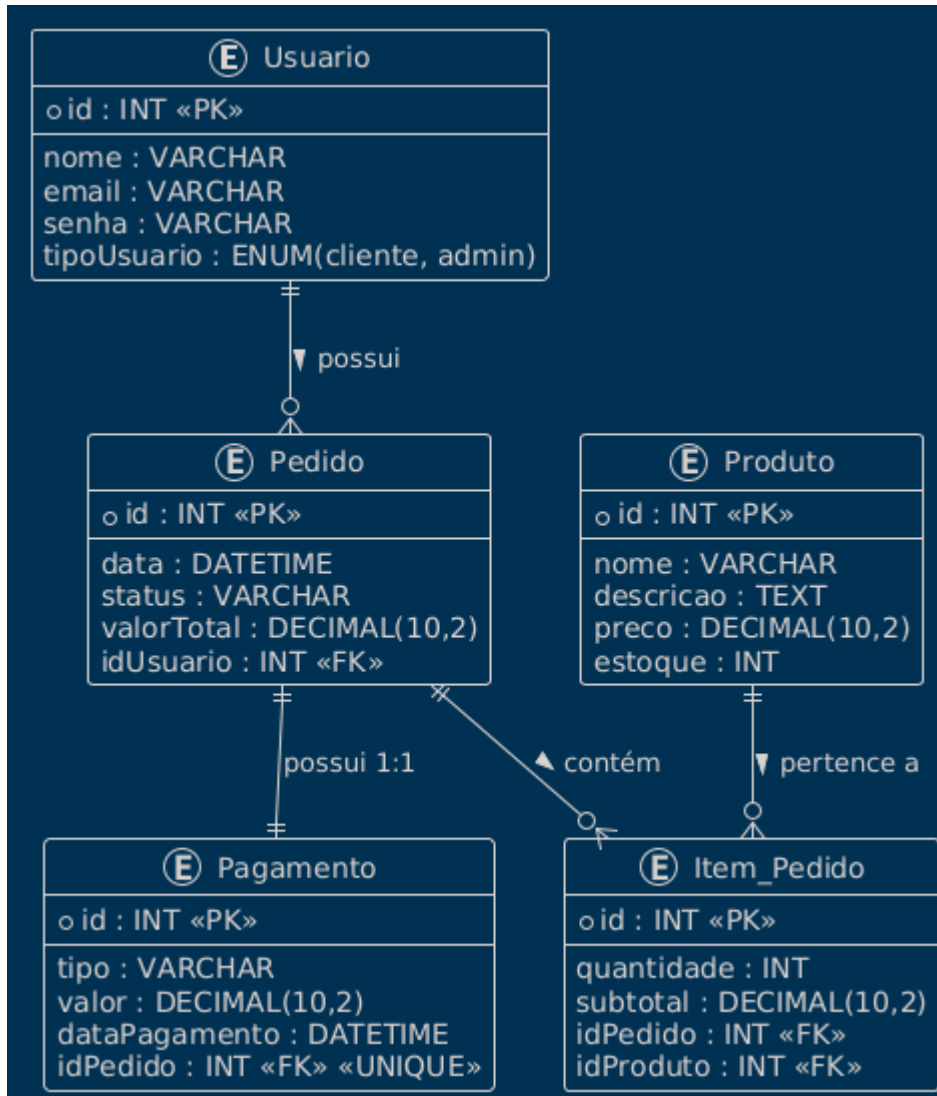 E Usuario
id : INT «PK»
nome : VARCHAR
email : VARCHAR
senha : VARCHAR
tipoUsuario : ENUM(cliente, admin)
possui
E Pedido
id : INT «PK»
data : DATETIME
status : VARCHAR
valorTotal : DECIMAL(10,2)
idUsuario : INT «FK»
E Produto
id : INT «PK»
nome : VARCHAR
descricao : TEXT
preco : DECIMAL(10,2)
estoque : INT
possui 1:1
contém
pertence a
E Pagamento
id : INT «PK»
tipo : VARCHAR
valor : DECIMAL(10,2)
dataPagamento : DATETIME
idPedido : INT «FK» «UNIQUE»
E Item_Pedido
id : INT «PK»
quantidade : INT
subtotal : DECIMAL(10,2)
idPedido : INT «FK»
idProduto : INT «FK»